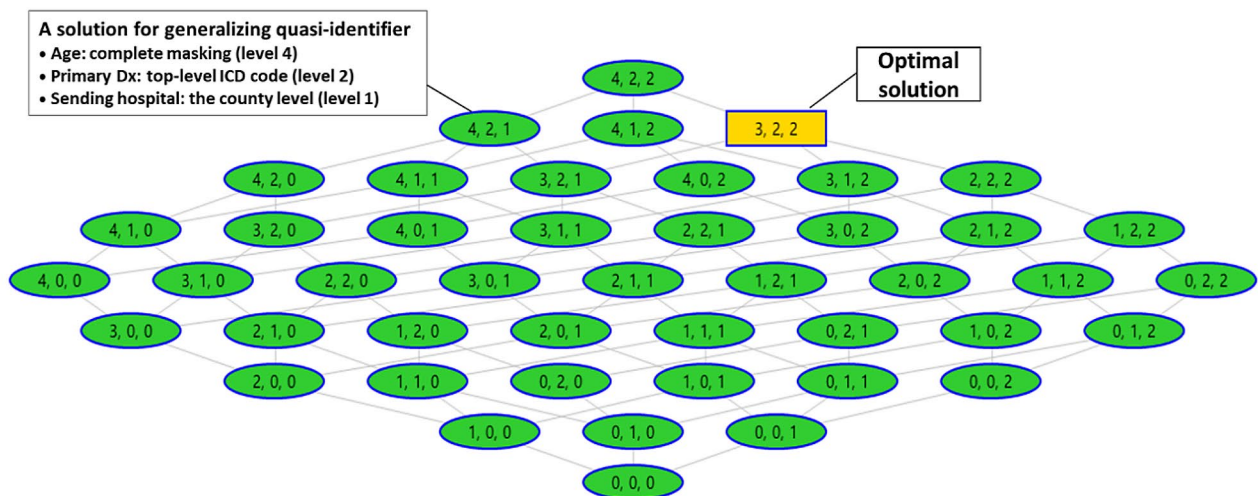 A solution for generalizing quasi-identifier
• Age: complete masking (level 4)
• Primary Dx: top-level ICD code (level 2)
• Sending hospital: the county level (level 1)
Optimal
solution
4, 2, 2
4, 2, 1
4, 1, 2
3, 2, 2
4, 2, 0
4, 1, 1
3, 2, 1
4, 0, 2
3, 1, 2
2, 2, 2
4, 1, 0
3, 2, 0
4, 0, 1
3, 1, 1
2, 2, 1
3, 0, 2
2, 1, 2
1, 2, 2
4, 0, 0
3, 1, 0
2, 2, 0
3, 0, 1
2, 1, 1
1, 2, 1
2, 0, 2
1, 1, 2
0, 2, 2
3, 0, 0
2, 1, 0
1, 2, 0
2, 0, 1
1, 1, 1
0, 2, 1
1, 0, 2
0, 1, 2
2, 0, 0
1, 1, 0
0, 2, 0
1, 0, 1
0, 1, 1
0, 0, 2
1, 0, 0
0, 1, 0
0, 0, 1
0, 0, 0